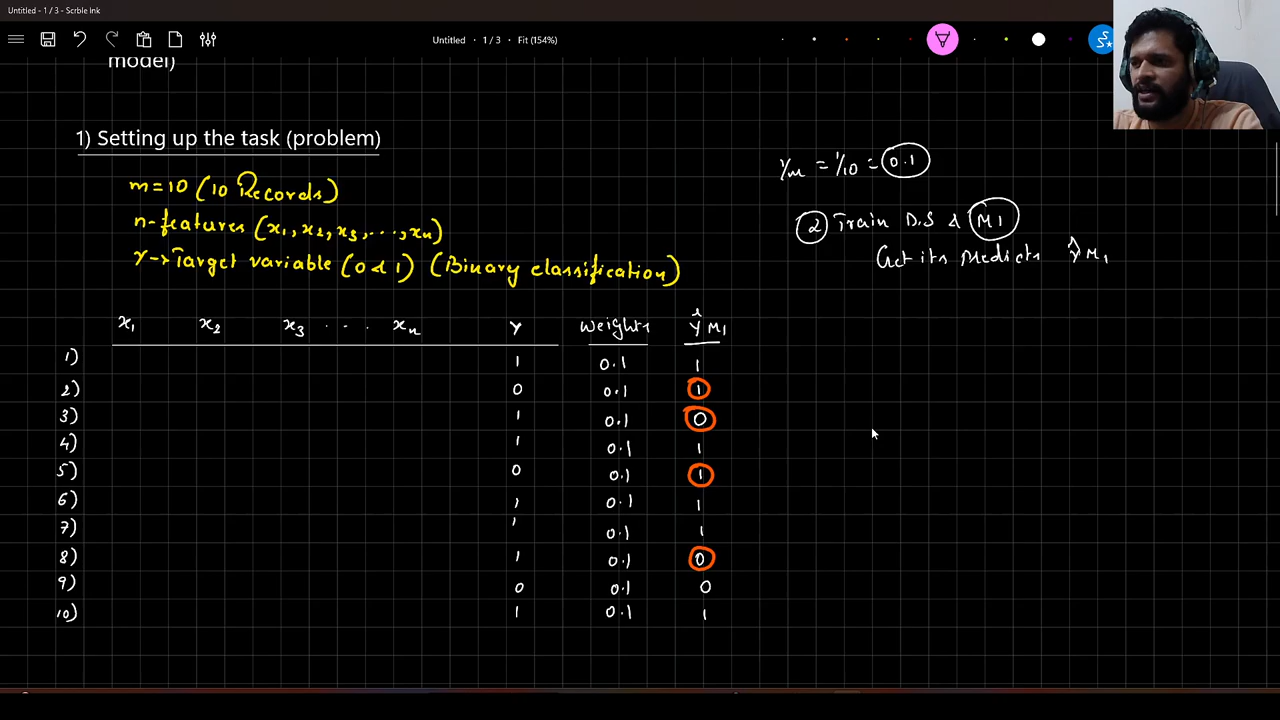 Untitled - 1 / 3 - Scrble Ink
Untitled • 1 / 3 • Fit (154%)
model)
1) Setting up the task (problem)
m=10 (10 Records)
n-features (x1, x2, x3, ..., xn)
Y→Target variable (0 & 1) (Binary classification)
1/m = 1/10 = 0.1
2 Train D.S & M1
Get its predicts ŷM1
x1 x2 x3 ... xn Y weights ŷM1
1) 1 0.1 1
2) 0 0.1 1
3) 1 0.1 0
4) 1 0.1 1
5) 0 0.1 1
6) 1 0.1 1
7) 1 0.1 1
8) 1 0.1 0
9) 0 0.1 0
10) 1 0.1 1